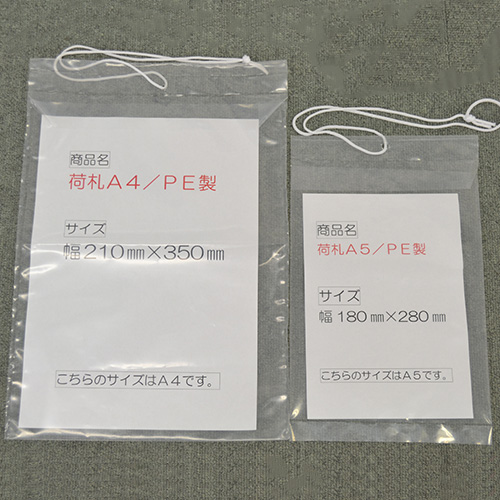 商品名
荷札A4／PE製
サイズ
幅210mm×350mm
こちらのサイズはA4です。
商品名
荷札A5／PE製
サイズ
幅180mm×280mm
こちらのサイズはA5です。